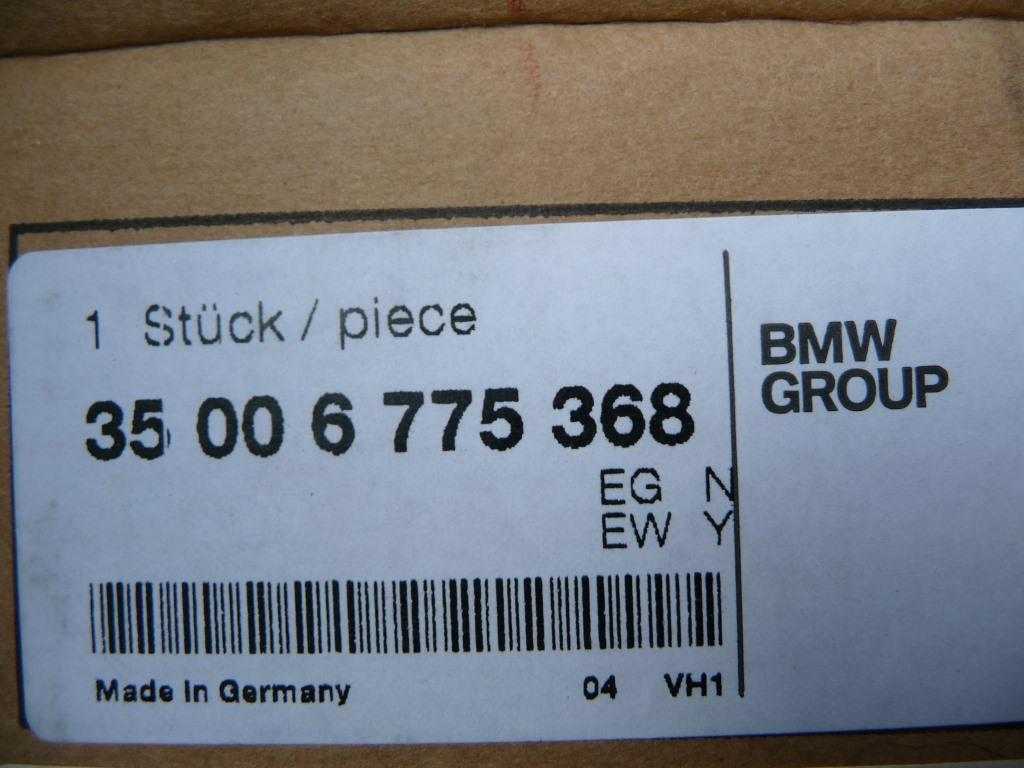 1 Stück / piece
35 00 6 775 368
EG N
EW Y
Made In Germany 04 VH1
BMW
GROUP